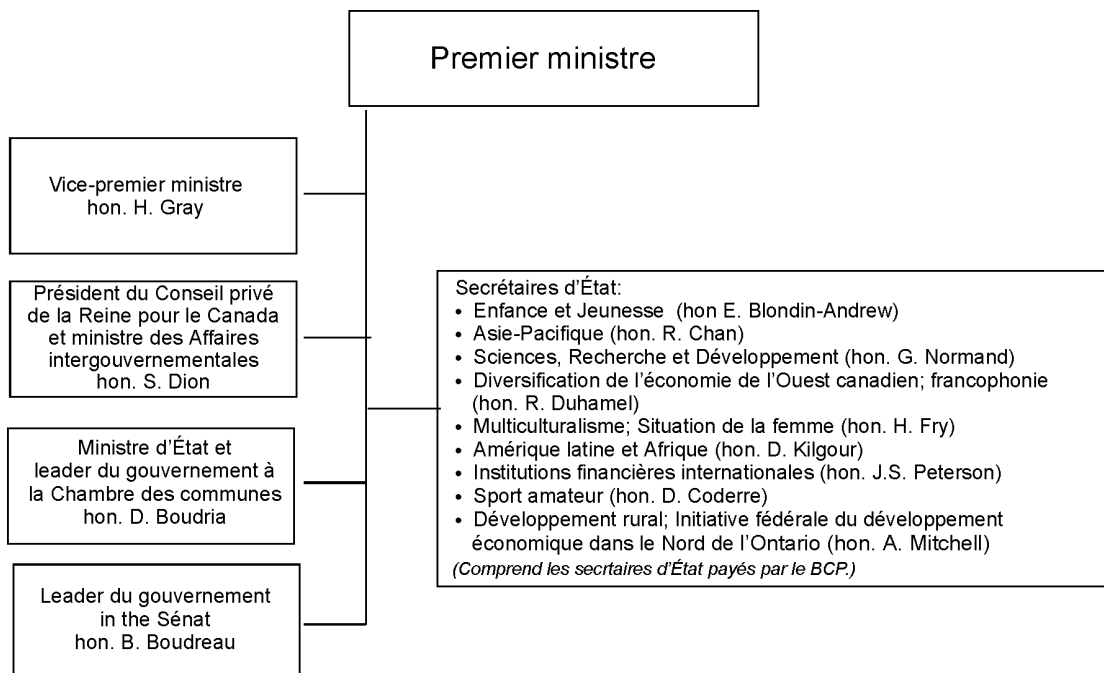 Premier ministre
Vice-premier ministre
hon. H. Gray
Président du Conseil privé
de la Reine pour le Canada
et ministre des Affaires
intergouvernementales
hon. S. Dion
Ministre d'État et
leader du gouvernement à
la Chambre des communes
hon. D. Boudria
Leader du gouvernement
in the Sénat
hon. B. Boudreau
Secrétaires d'État:
• Enfance et Jeunesse (hon E. Blondin-Andrew)
• Asie-Pacifique (hon. R. Chan)
• Sciences, Recherche et Développement (hon. G. Normand)
• Diversification de l'économie de l'Ouest canadien; francophonie
(hon. R. Duhamel)
• Multiculturalisme; Situation de la femme (hon. H. Fry)
• Amérique latine et Afrique (hon. D. Kilgour)
• Institutions financières internationales (hon. J.S. Peterson)
• Sport amateur (hon. D. Coderre)
• Développement rural; Initiative fédérale du développement
économique dans le Nord de l'Ontario (hon. A. Mitchell)
(Comprend les secrtaires d'État payés par le BCP.)